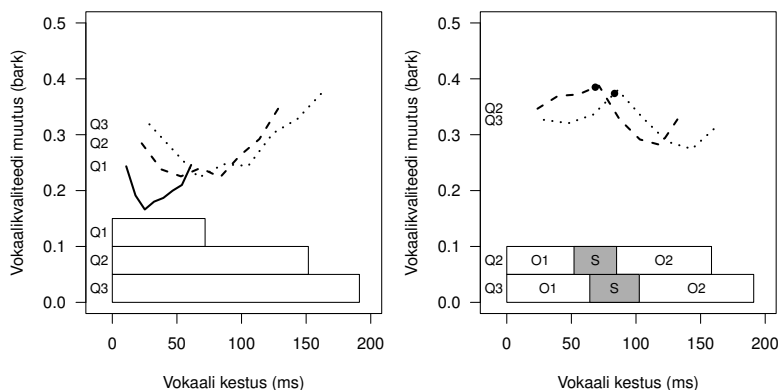 Vokaalikvaliteedi muutus (bark)
0.5
0.4
0.3
0.2
0.1
0.0
Q3
Q2
Q1
Q1
Q2
Q3
0 50 100 150 200
Vokaali kestus (ms)
Vokaalikvaliteedi muutus (bark)
0.5
0.4
0.3
0.2
0.1
0.0
Q2
Q3
Q2 O1 S O2
Q3 O1 S O2
0 50 100 150 200
Vokaali kestus (ms)